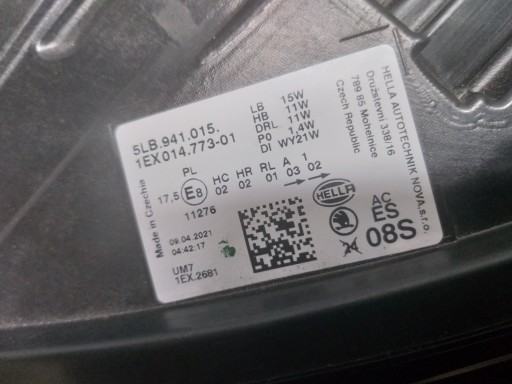 5LB.941.015.
1EX014.773-01
LB 15W
HB 11W
DRL 11W
PO 1,4W
DI WY21W
HELLA AUTOTECHNIK NOVA,s.r.o.
Družstevní 338/16
789 85 Mohelnice
Czech Republic
Made in Czechia
PL
17,5 E8 HC HR RL A 1
02 02 01 03 02
11276
09.04.2021
04:42:17
UM7
1EX.2681
HELLA
AC
ES
08S